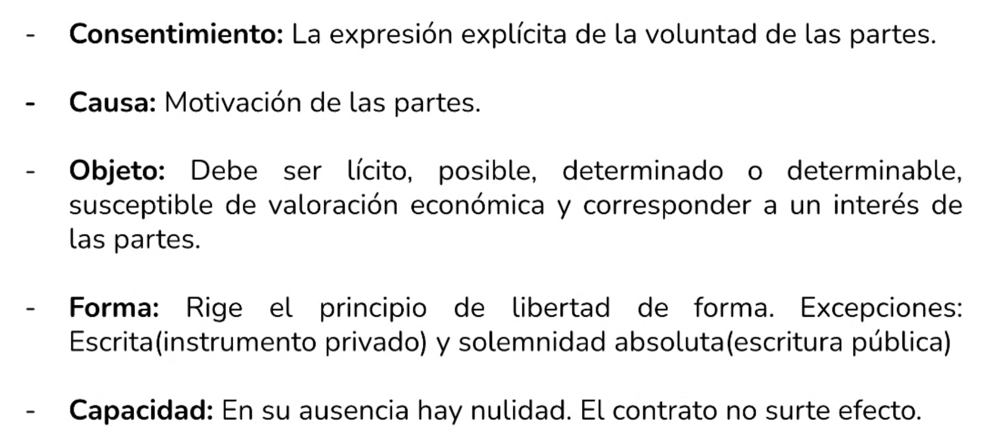 - Consentimiento: La expresión explícita de la voluntad de las partes.
- Causa: Motivación de las partes.
- Objeto: Debe ser lícito, posible, determinado o determinable,
susceptible de valoración económica y corresponder a un interés de
las partes.
- Forma: Rige el principio de libertad de forma. Excepciones:
Escrita(instrumento privado) y solemnidad absoluta(escritura pública)
- Capacidad: En su ausencia hay nulidad. El contrato no surte efecto.